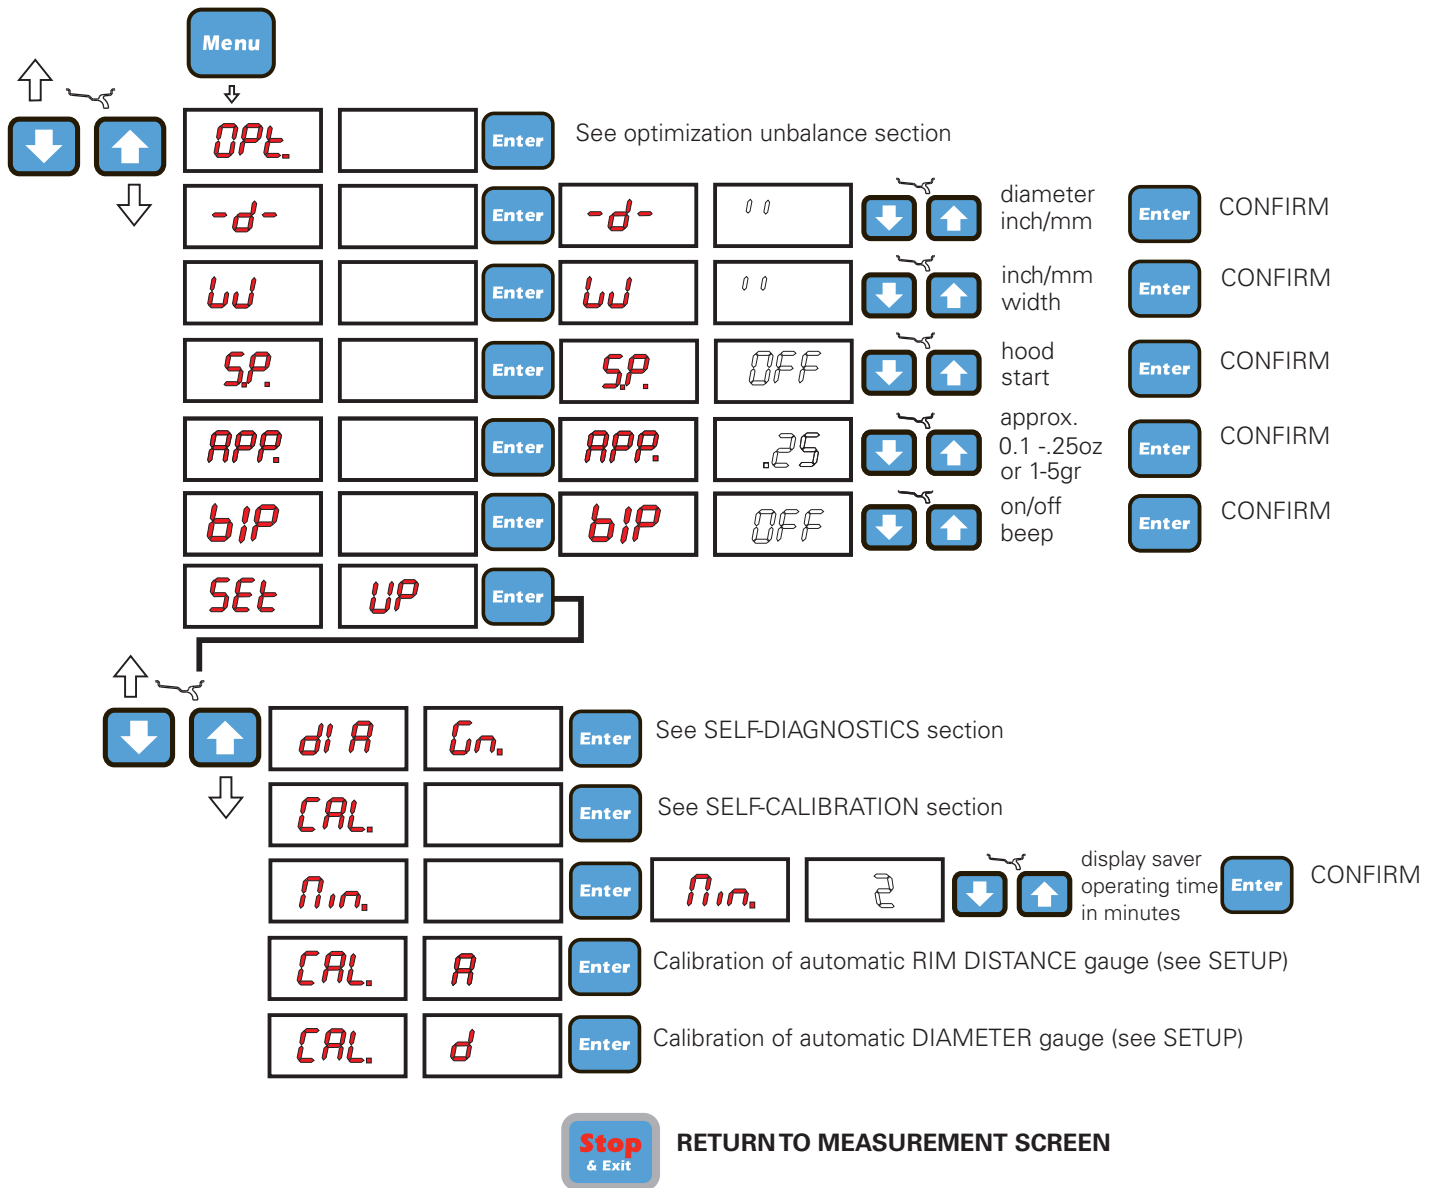 Menu
OPt. Enter See optimization unbalance section
-d- Enter -d- '' diameter inch/mm Enter CONFIRM
W Enter W '' inch/mm width Enter CONFIRM
S.P. Enter S.P. OFF hood start Enter CONFIRM
APP. Enter APP. .25 approx. 0.1 -.25oz or 1-5gr Enter CONFIRM
bIP Enter bIP OFF on/off beep Enter CONFIRM
SEt UP Enter
dIA Gn. Enter See SELF-DIAGNOSTICS section
CAL. Enter See SELF-CALIBRATION section
Min. Enter Min. 2 display saver operating time in minutes Enter CONFIRM
CAL. A Enter Calibration of automatic RIM DISTANCE gauge (see SETUP)
CAL. d Enter Calibration of automatic DIAMETER gauge (see SETUP)
Stop & Exit RETURN TO MEASUREMENT SCREEN